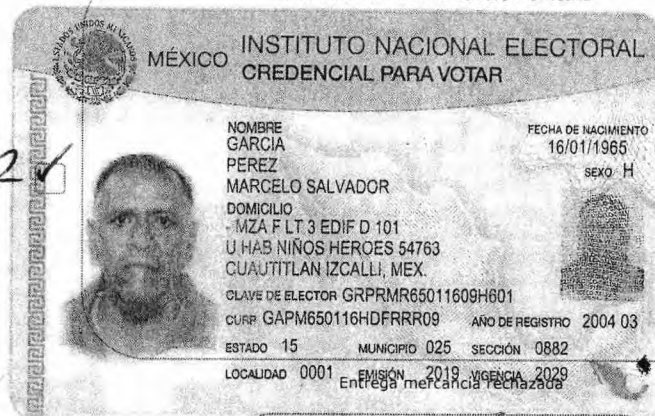 MÉXICO INSTITUTO NACIONAL ELECTORAL
CREDENCIAL PARA VOTAR
NOMBRE
GARCIA
PEREZ
MARCELO SALVADOR
FECHA DE NACIMIENTO
16/01/1965
SEXO H
DOMICILIO
- MZA F LT 3 EDIF D 101
U HAB NIÑOS HEROES 54763
CUAUTITLAN IZCALLI, MEX.
CLAVE DE ELECTOR GRPRMR65011609H601
CURP GAPM650116HDFRRR09 AÑO DE REGISTRO 2004 03
ESTADO 15 MUNICIPIO 025 SECCIÓN 0882
LOCALIDAD 0001 EMISIÓN 2019 VIGENCIA 2029
Entrega mercancia rechazada